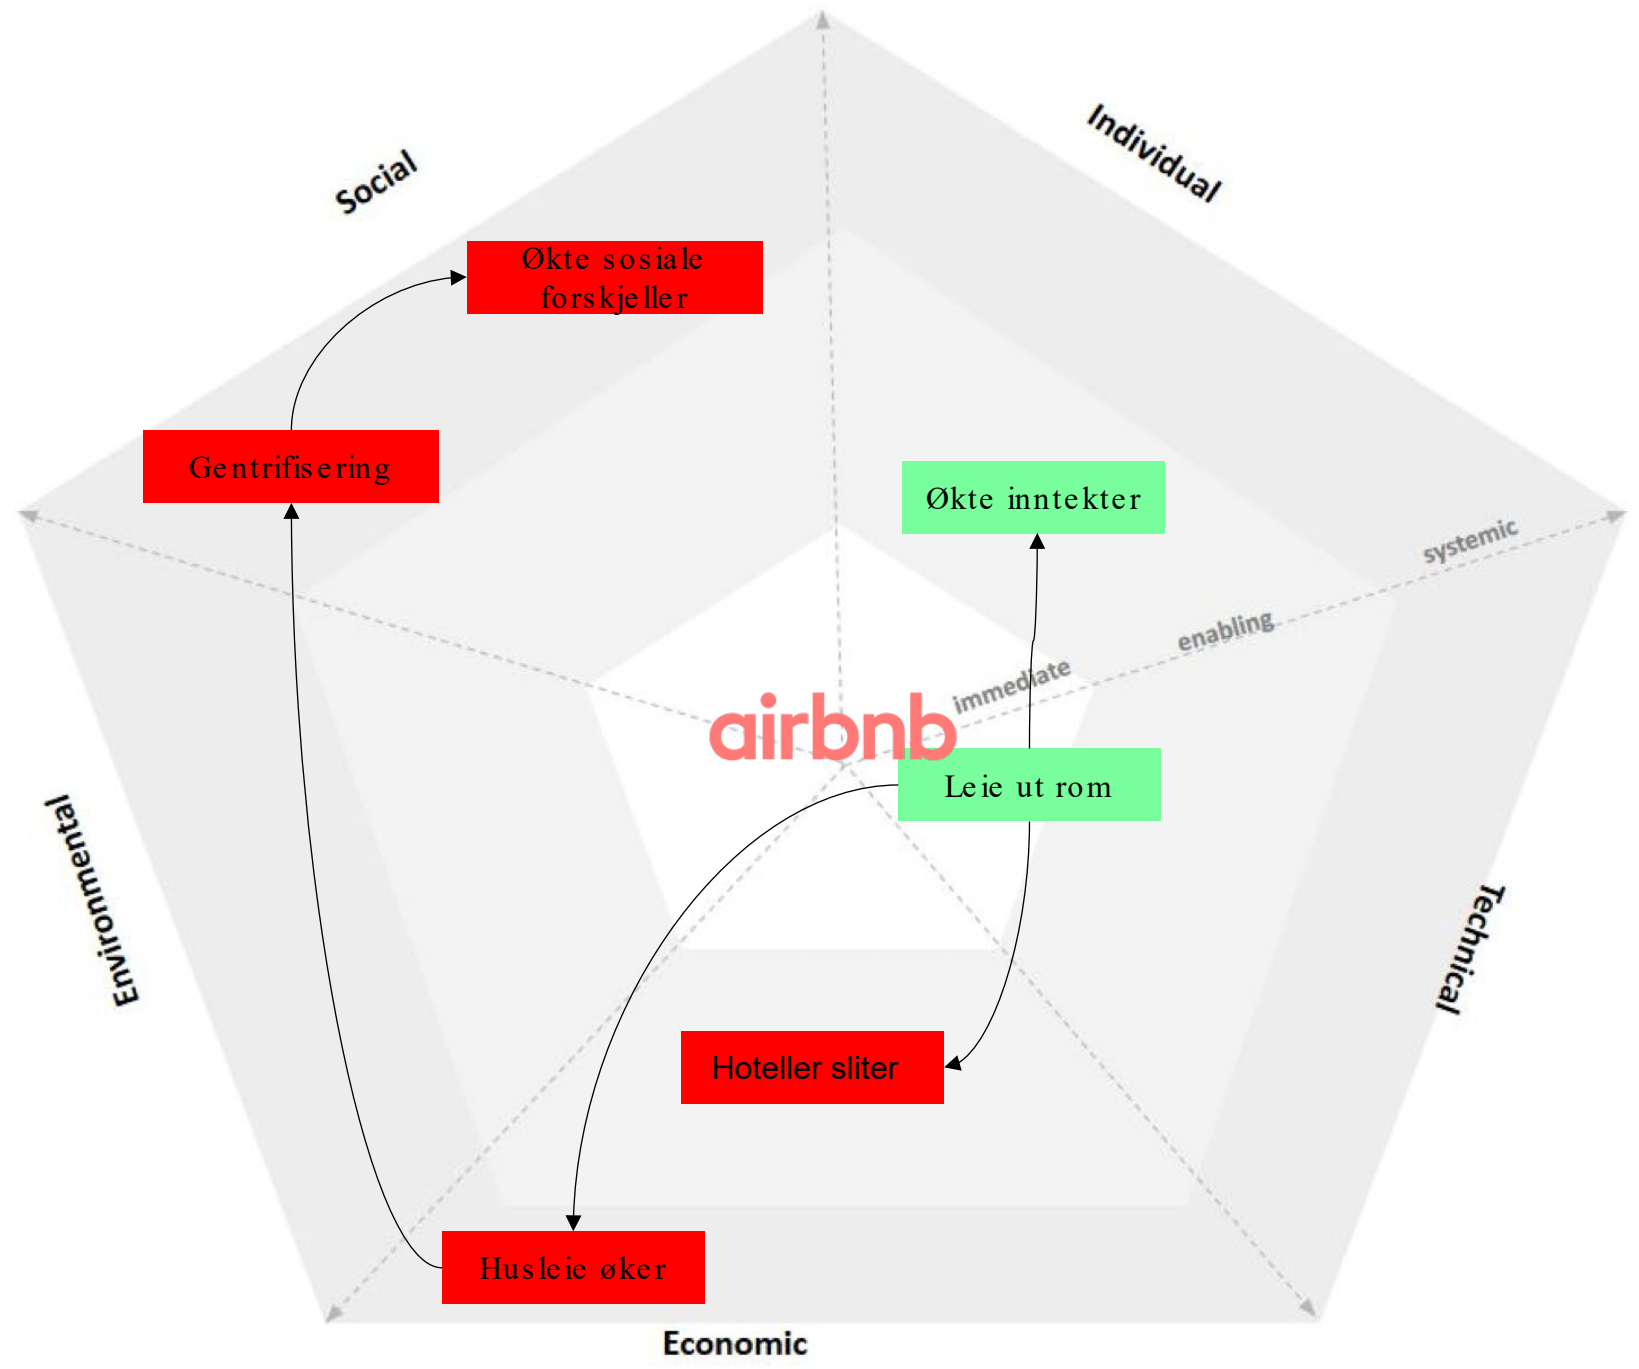 Individual
Social
Økte sosiale
forskjeller
Gentrifisering
Økte inntekter
systemic
enabling
immediate
airbnb
Leie ut rom
Environmental
Technical
Hoteller sliter
Husleie øker
Economic